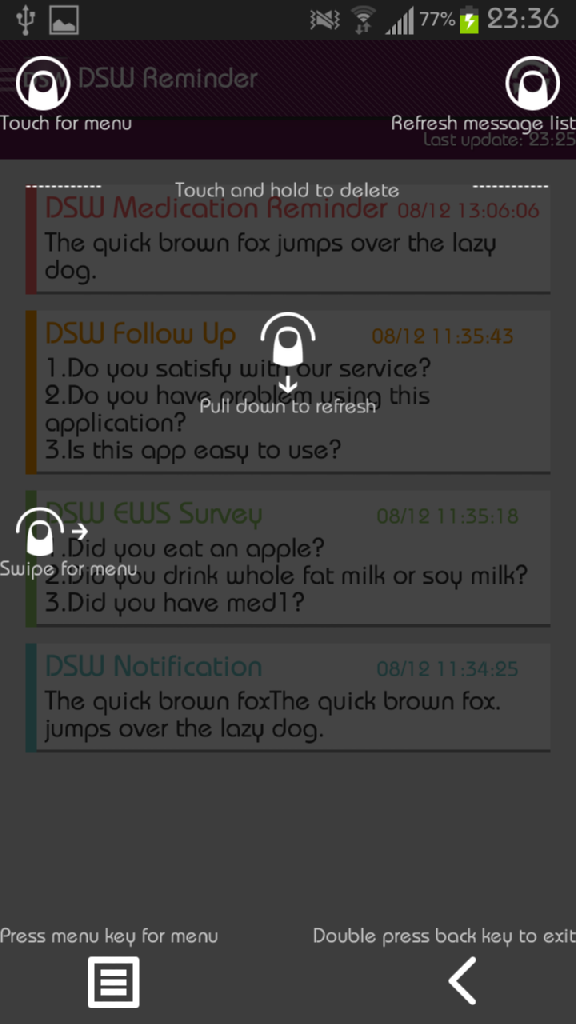 77% 23:36
DSW Reminder
Touch for menu
Refresh message list
Last update: 23:25
Touch and hold to delete
DSW Medication Reminder 08/12 13:06:06
The quick brown fox jumps over the lazy
dog.
DSW Follow Up 08/12 11:35:43
1.Do you satisfy with our service?
2.Do you have problem using this
application?
3.Is this app easy to use?
Pull down to refresh
DSW EWS Survey 08/12 11:35:18
1.Did you eat an apple?
2.Did you drink whole fat milk or soy milk?
3.Did you have med1?
Swipe for menu
DSW Notification 08/12 11:34:25
The quick brown foxThe quick brown fox.
jumps over the lazy dog.
Press menu key for menu
Double press back key to exit